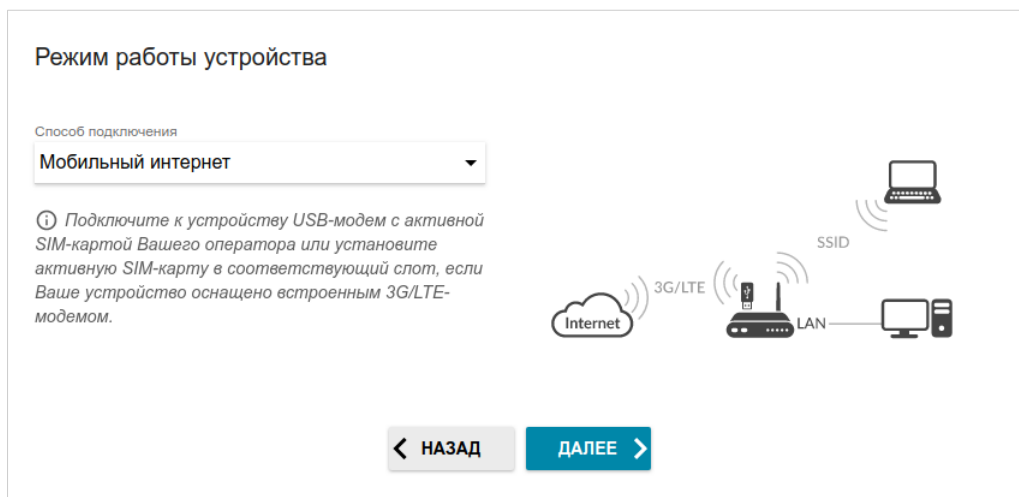 Режим работы устройства
Способ подключения
Мобильный интернет
Подключите к устройству USB-модем с активной
SIM-картой Вашего оператора или установите
активную SIM-карту в соответствующий слот, если
Ваше устройство оснащено встроенным 3G/LTE-
модемом.
SSID
3G/LTE
Internet
LAN
НАЗАД
ДАЛЕЕ